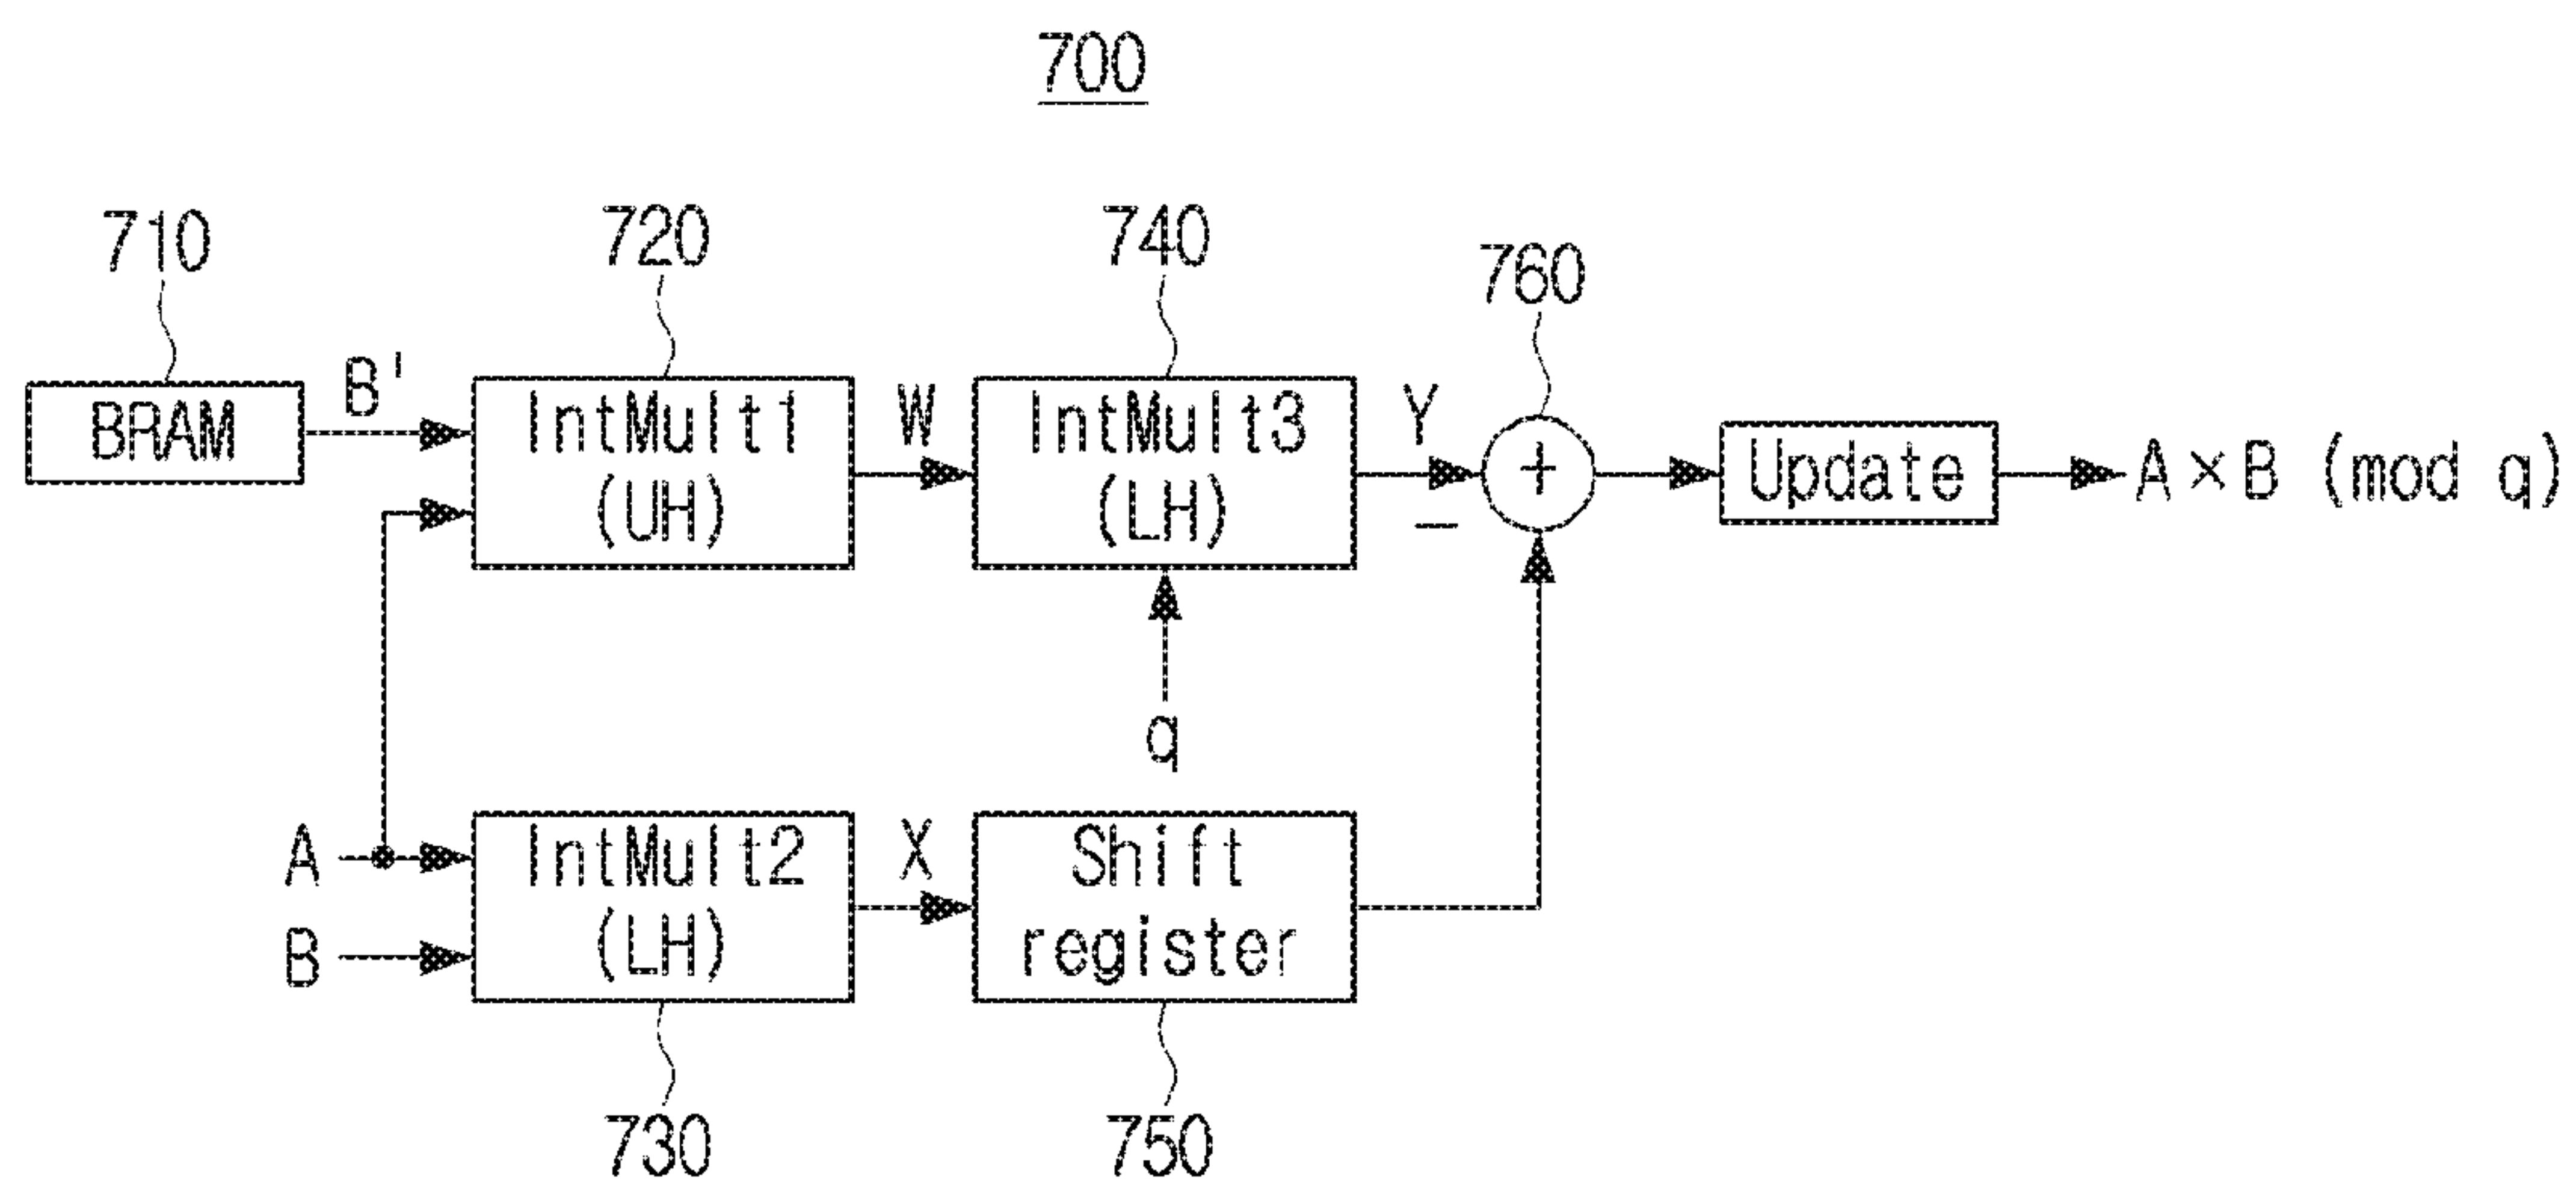 700
710
720
740
760
BRAM
B'
IntMult1
(UH)
W
IntMult3
(LH)
Y
−
+
Update
A×B (mod q)
q
A
B
IntMult2
(LH)
X
Shift
register
730
750